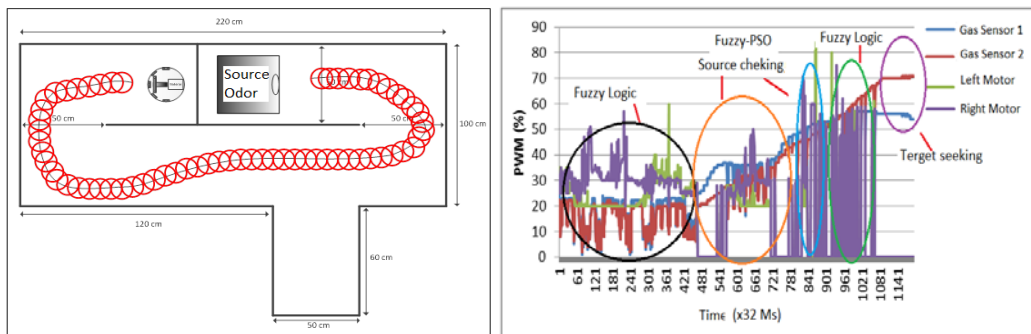 220 cm
Source
Odor
50 cm
50 cm
100 cm
120 cm
60 cm
50 cm
PWM (%)
90
80
70
60
50
40
30
20
10
0
1
61
121
181
241
301
361
421
481
541
601
661
721
781
841
901
961
1021
1081
1141
Time (x32 Ms)
Fuzzy Logic
Fuzzy-PSO
Source cheking
Fuzzy Logic
Terget seeking
Gas Sensor 1
Gas Sensor 2
Left Motor
Right Motor